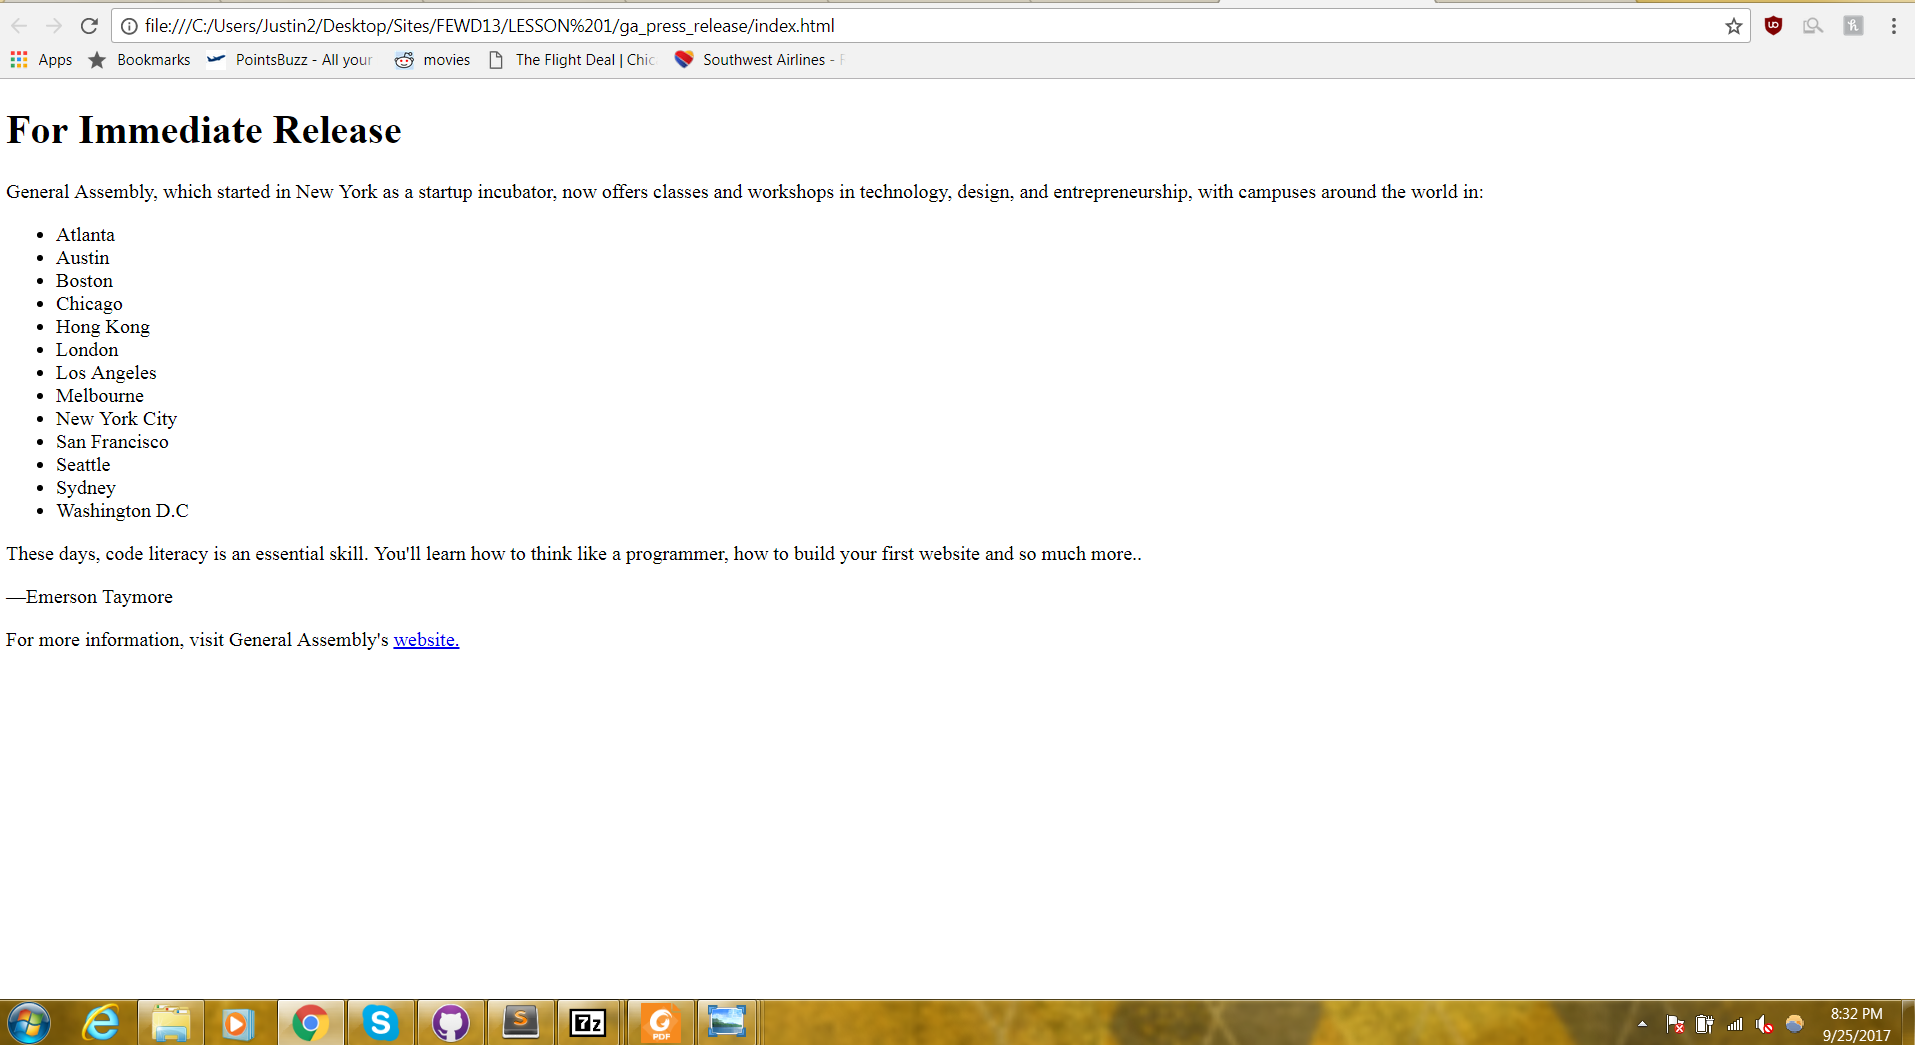 file:///C:/Users/Justin2/Desktop/Sites/FEWD13/LESSON%201/ga_press_release/index.html
Apps Bookmarks PointsBuzz - All your movies The Flight Deal | Chic Southwest Airlines -
For Immediate Release
General Assembly, which started in New York as a startup incubator, now offers classes and workshops in technology, design, and entrepreneurship, with campuses around the world in:
• Atlanta
• Austin
• Boston
• Chicago
• Hong Kong
• London
• Los Angeles
• Melbourne
• New York City
• San Francisco
• Seattle
• Sydney
• Washington D.C
These days, code literacy is an essential skill. You'll learn how to think like a programmer, how to build your first website and so much more..
—Emerson Taymore
For more information, visit General Assembly's website.
S
S
7z
PDF
8:32 PM
9/25/2017